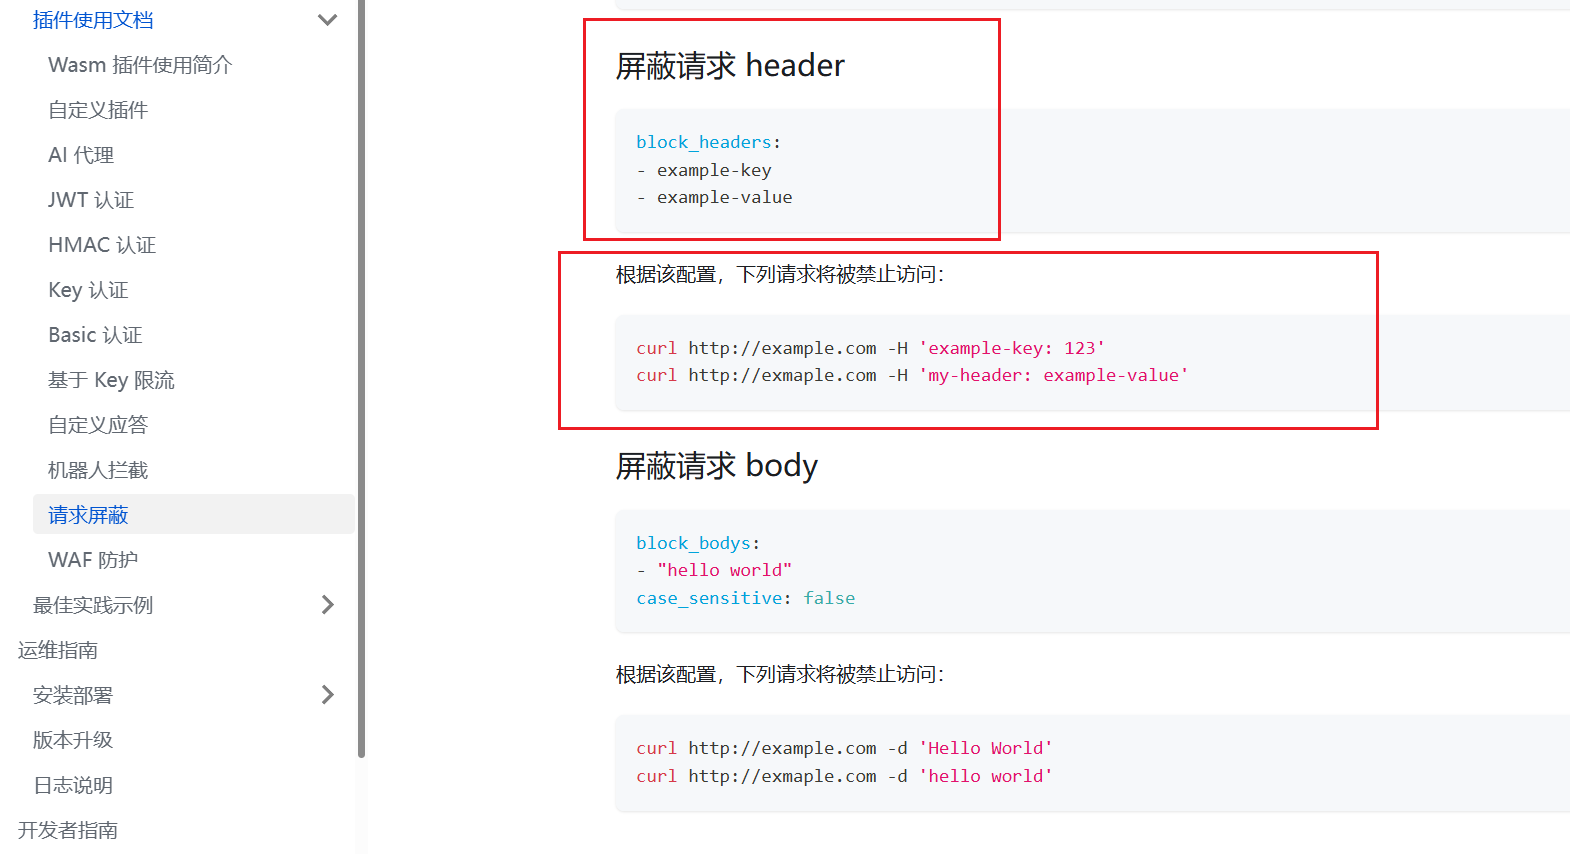 插件使用文档
Wasm 插件使用简介
自定义插件
AI 代理
JWT 认证
HMAC 认证
Key 认证
Basic 认证
基于 Key 限流
自定义应答
机器人拦截
请求屏蔽
WAF 防护
最佳实践示例
运维指南
安装部署
版本升级
日志说明
开发者指南
屏蔽请求 header
block_headers:
- example-key
- example-value
根据该配置，下列请求将被禁止访问：
curl http://example.com -H 'example-key: 123'
curl http://exmaple.com -H 'my-header: example-value'
屏蔽请求 body
block_bodys:
- "hello world"
case_sensitive: false
根据该配置，下列请求将被禁止访问：
curl http://example.com -d 'Hello World'
curl http://exmaple.com -d 'hello world'